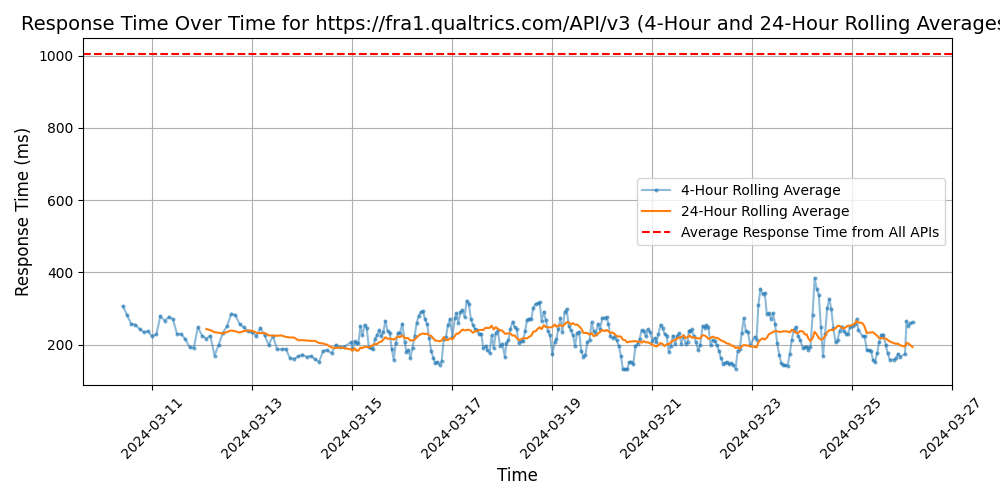 Response Time Over Time for https://fra1.qualtrics.com/API/v3 (4-Hour and 24-Hour Rolling Averages
Response Time (ms)
1000
800
600
400
200
4-Hour Rolling Average
24-Hour Rolling Average
Average Response Time from All APIs
2024-03-11
2024-03-13
2024-03-15
2024-03-17
2024-03-19
2024-03-21
2024-03-23
2024-03-25
2024-03-27
Time